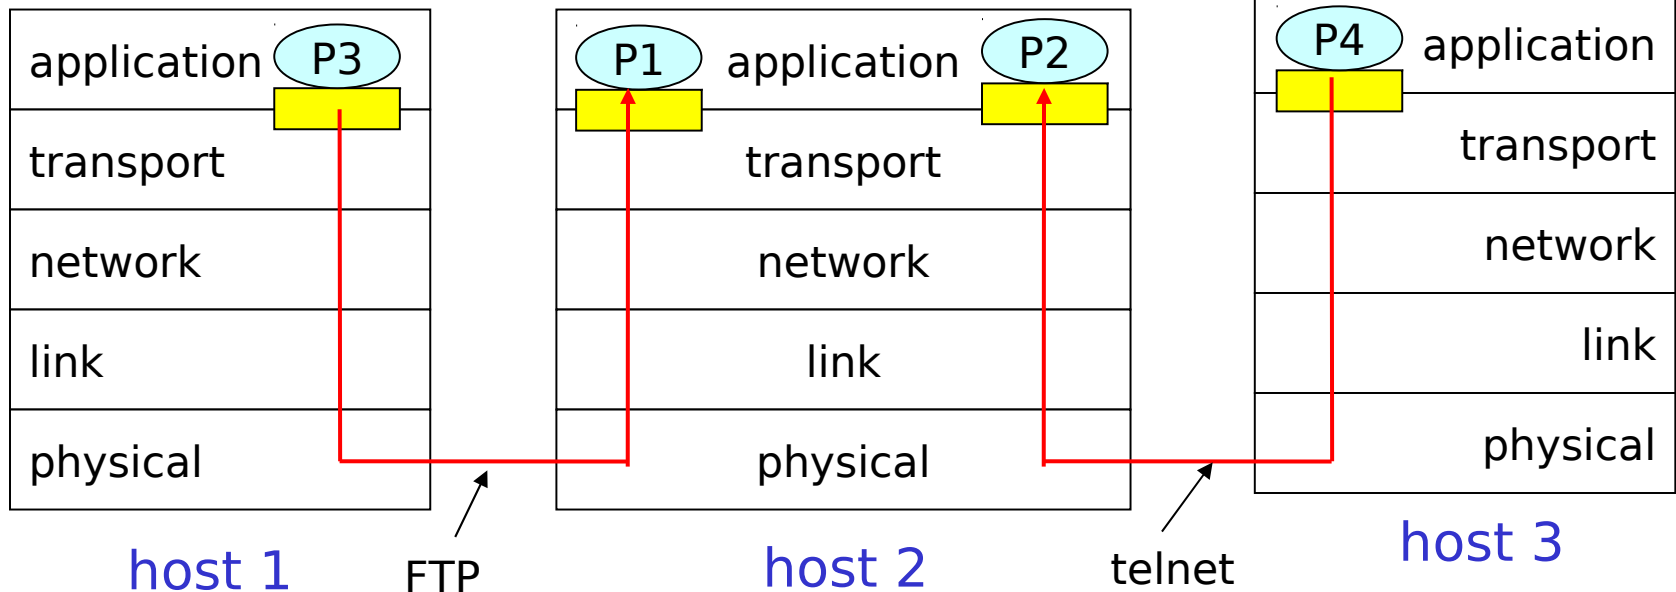 application P3
transport
network
link
physical
host 1
FTP
P1 application P2
transport
network
link
physical
host 2
telnet
P4 application
transport
network
link
physical
host 3